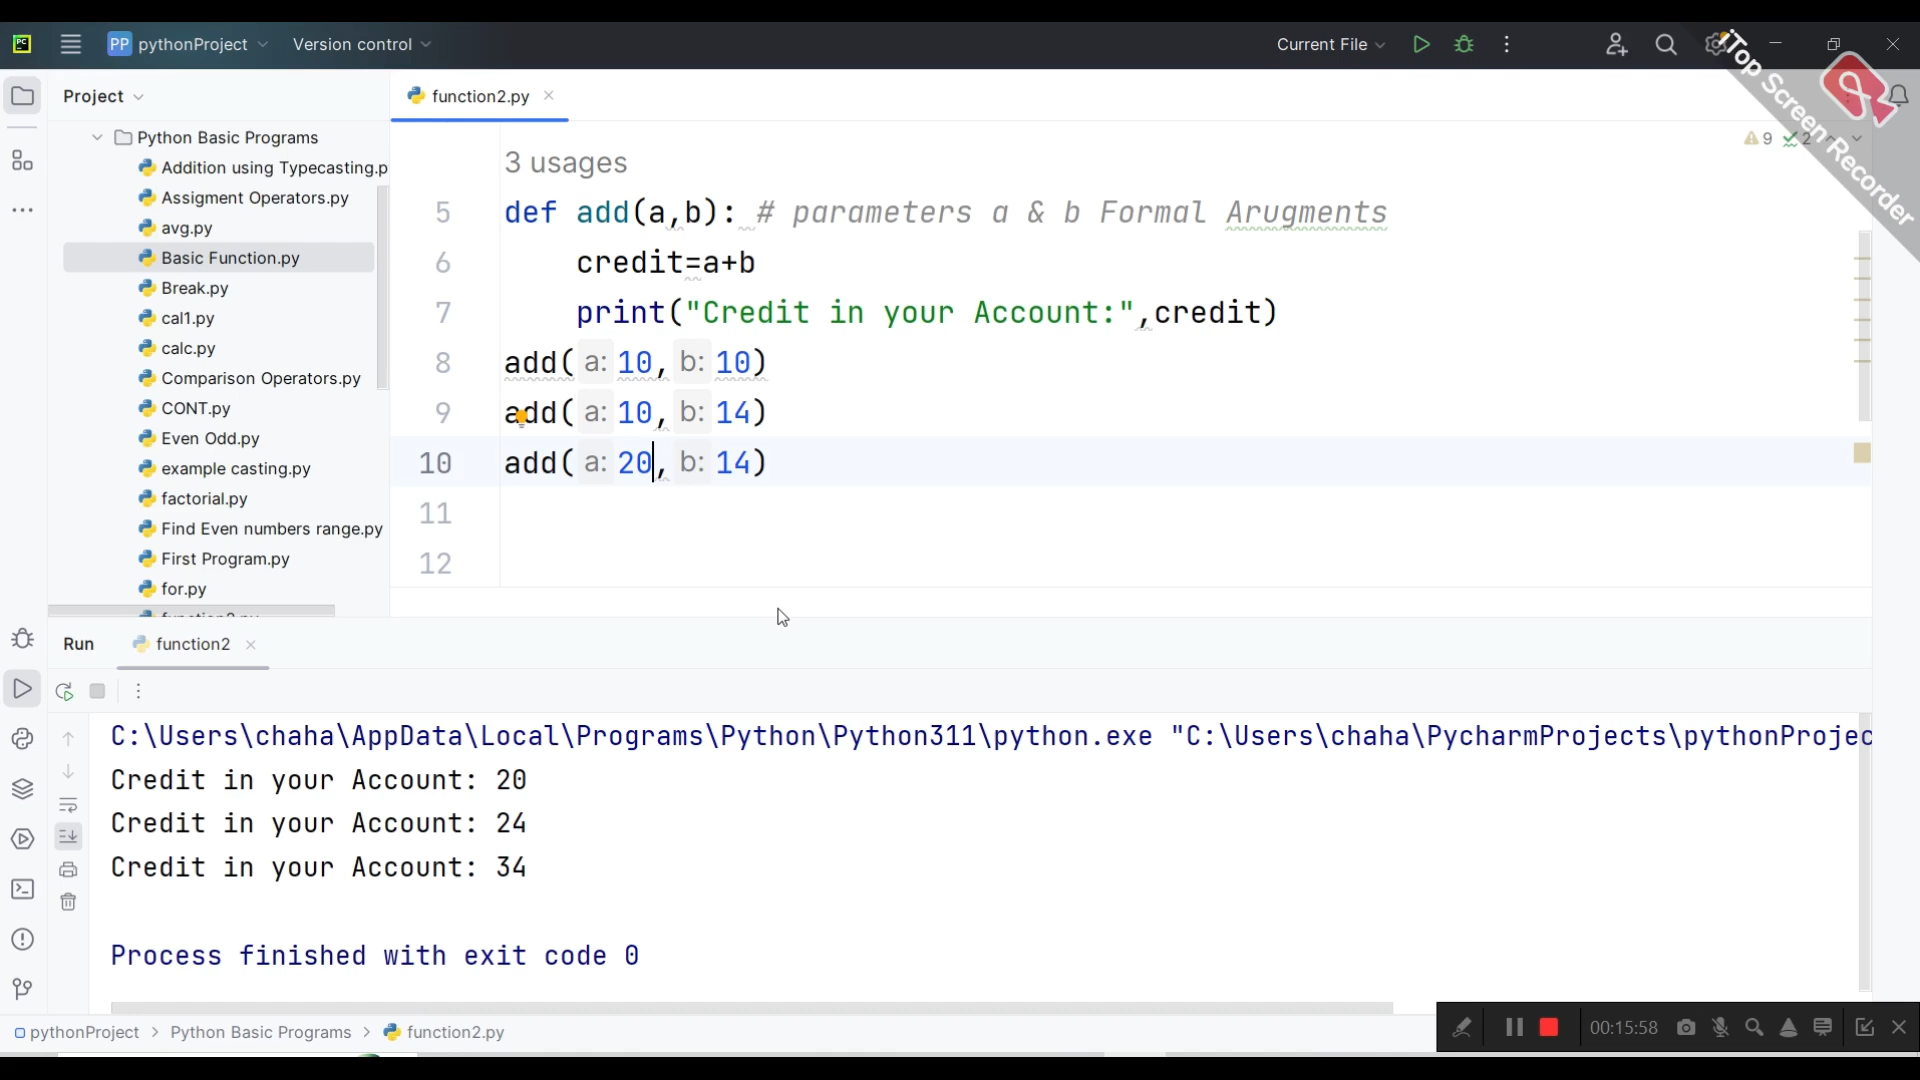 PC
PP pythonProject
Version control
Current File
iTop Screen Recorder
Project
function2.py
Python Basic Programs
Addition using Typecasting.p
Assigment Operators.py
avg.py
Basic Function.py
Break.py
cal1.py
calc.py
Comparison Operators.py
CONT.py
Even Odd.py
example casting.py
factorial.py
Find Even numbers range.py
First Program.py
for.py
9 2
3 usages
5 def add(a,b): # parameters a & b Formal Arugments
6 credit=a+b
7 print("Credit in your Account:",credit)
8 add( a: 10, b: 10)
9 add( a: 10, b: 14)
10 add( a: 20, b: 14)
11
12
Run function2
C:\Users\chaha\AppData\Local\Programs\Python\Python311\python.exe "C:\Users\chaha\PycharmProjects\pythonProjec
Credit in your Account: 20
Credit in your Account: 24
Credit in your Account: 34
Process finished with exit code 0
pythonProject > Python Basic Programs > function2.py
00:15:58